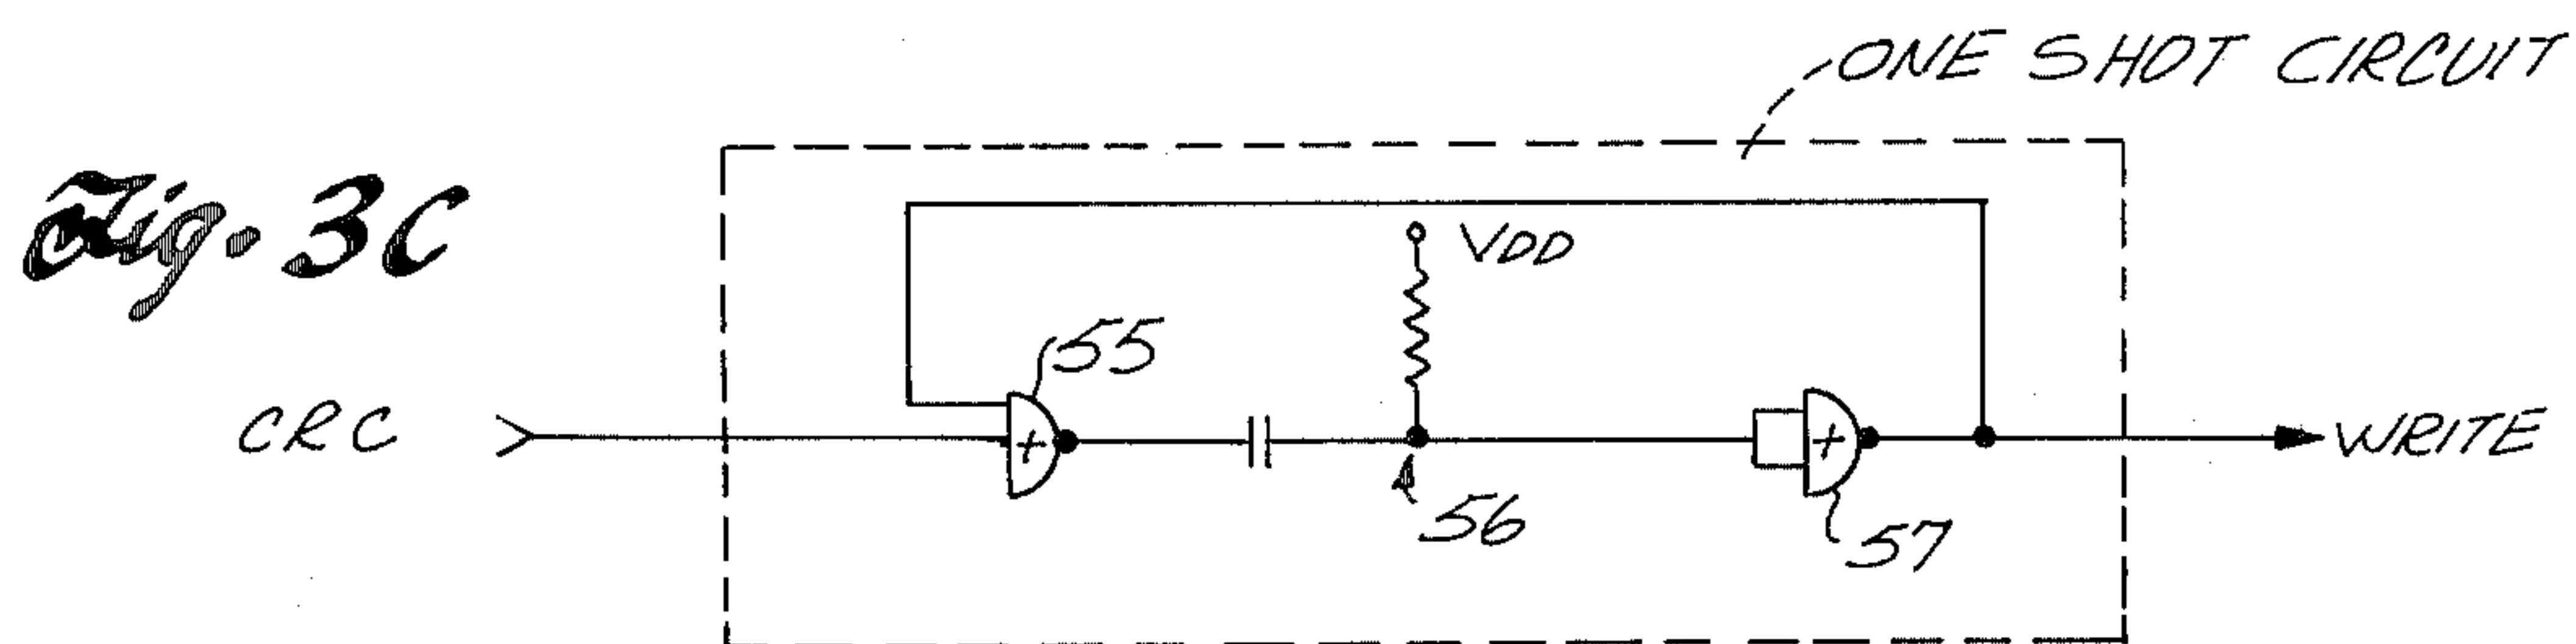 ONE SHOT CIRCUIT
Fig. 3C
VDD
55
CRC
+
+
WRITE
56
57